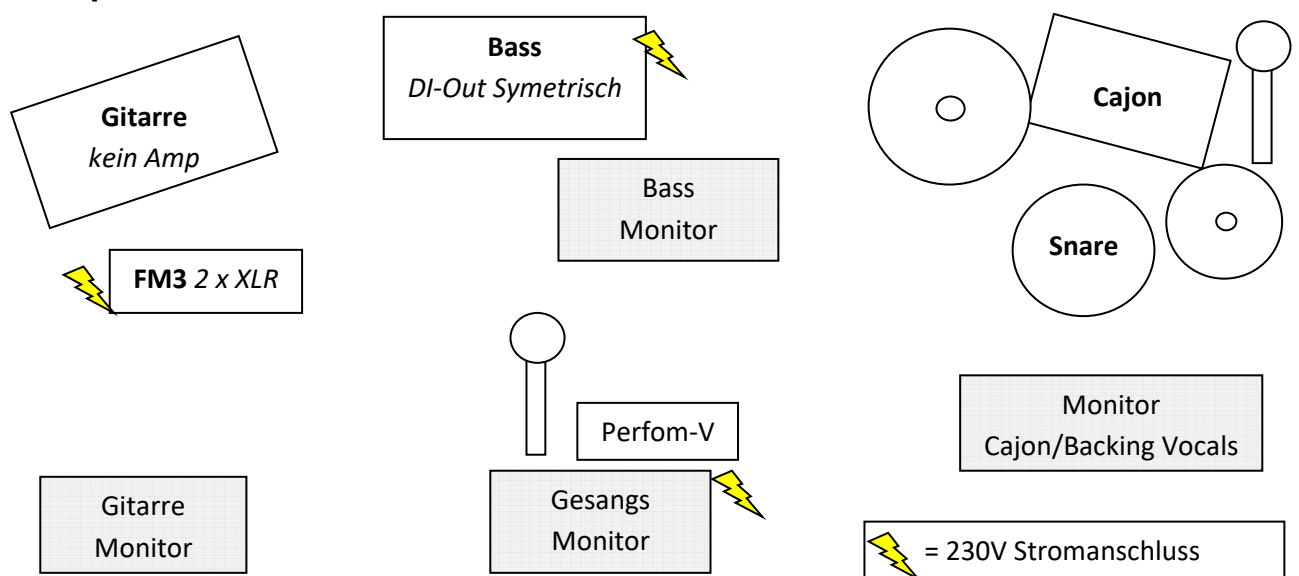 Bass
DI-Out Symetrisch
Gitarre
kein Amp
Cajon
Bass
Monitor
Snare
FM3 2 x XLR
Perfom-V
Monitor
Cajon/Backing Vocals
Gitarre
Monitor
Gesangs
Monitor
= 230V Stromanschluss